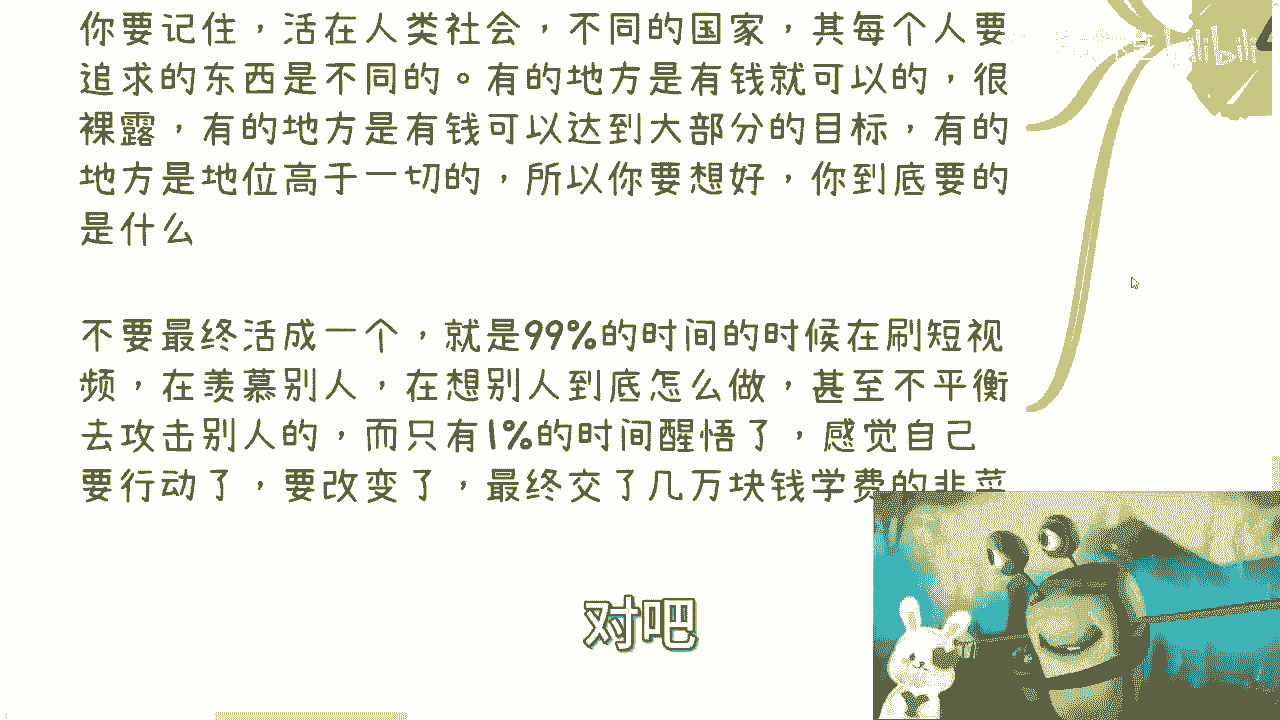 你要记住，活在人类社会，不同的国家，其每个人要
追求的东西是不同的。有的地方是有钱就可以的，很
裸露，有的地方是有钱可以达到大部分的目标，有的
地方是地位高于一切的，所以你要想好，你到底要的
是什么
不要最终活成一个，就是99%的时间的时候在刷短视
频，在羡慕别人，在想别人到底怎么做，甚至不平衡
去攻击别人的，而只有1%的时间醒悟了，感觉自己
要行动了，要改变了，最终交了几万块钱学费的韭菜
对吧